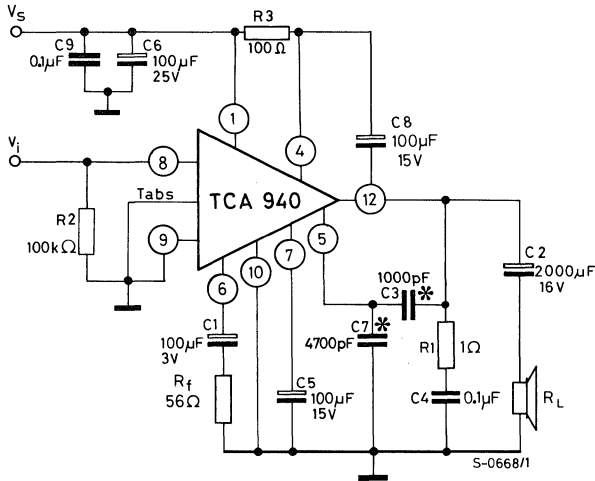 Vs
R3
100Ω
C9
0.1µF
C6
100µF
25V
1
4
C8
100µF
15V
Vi
8
Tabs
TCA 940
12
R2
100kΩ
9
5
6
10
7
1000pF
C3 *
C2
2000µF
16V
C1
100µF
3V
C7 *
4700pF
R1
1Ω
Rf
56Ω
C5
100µF
15V
C4
0.1µF
RL
S-0668/1